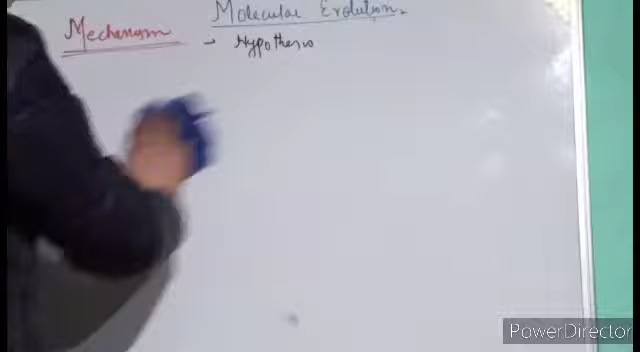 Molecular Evolution.
Mechanism → Hypothesis
PowerDirector